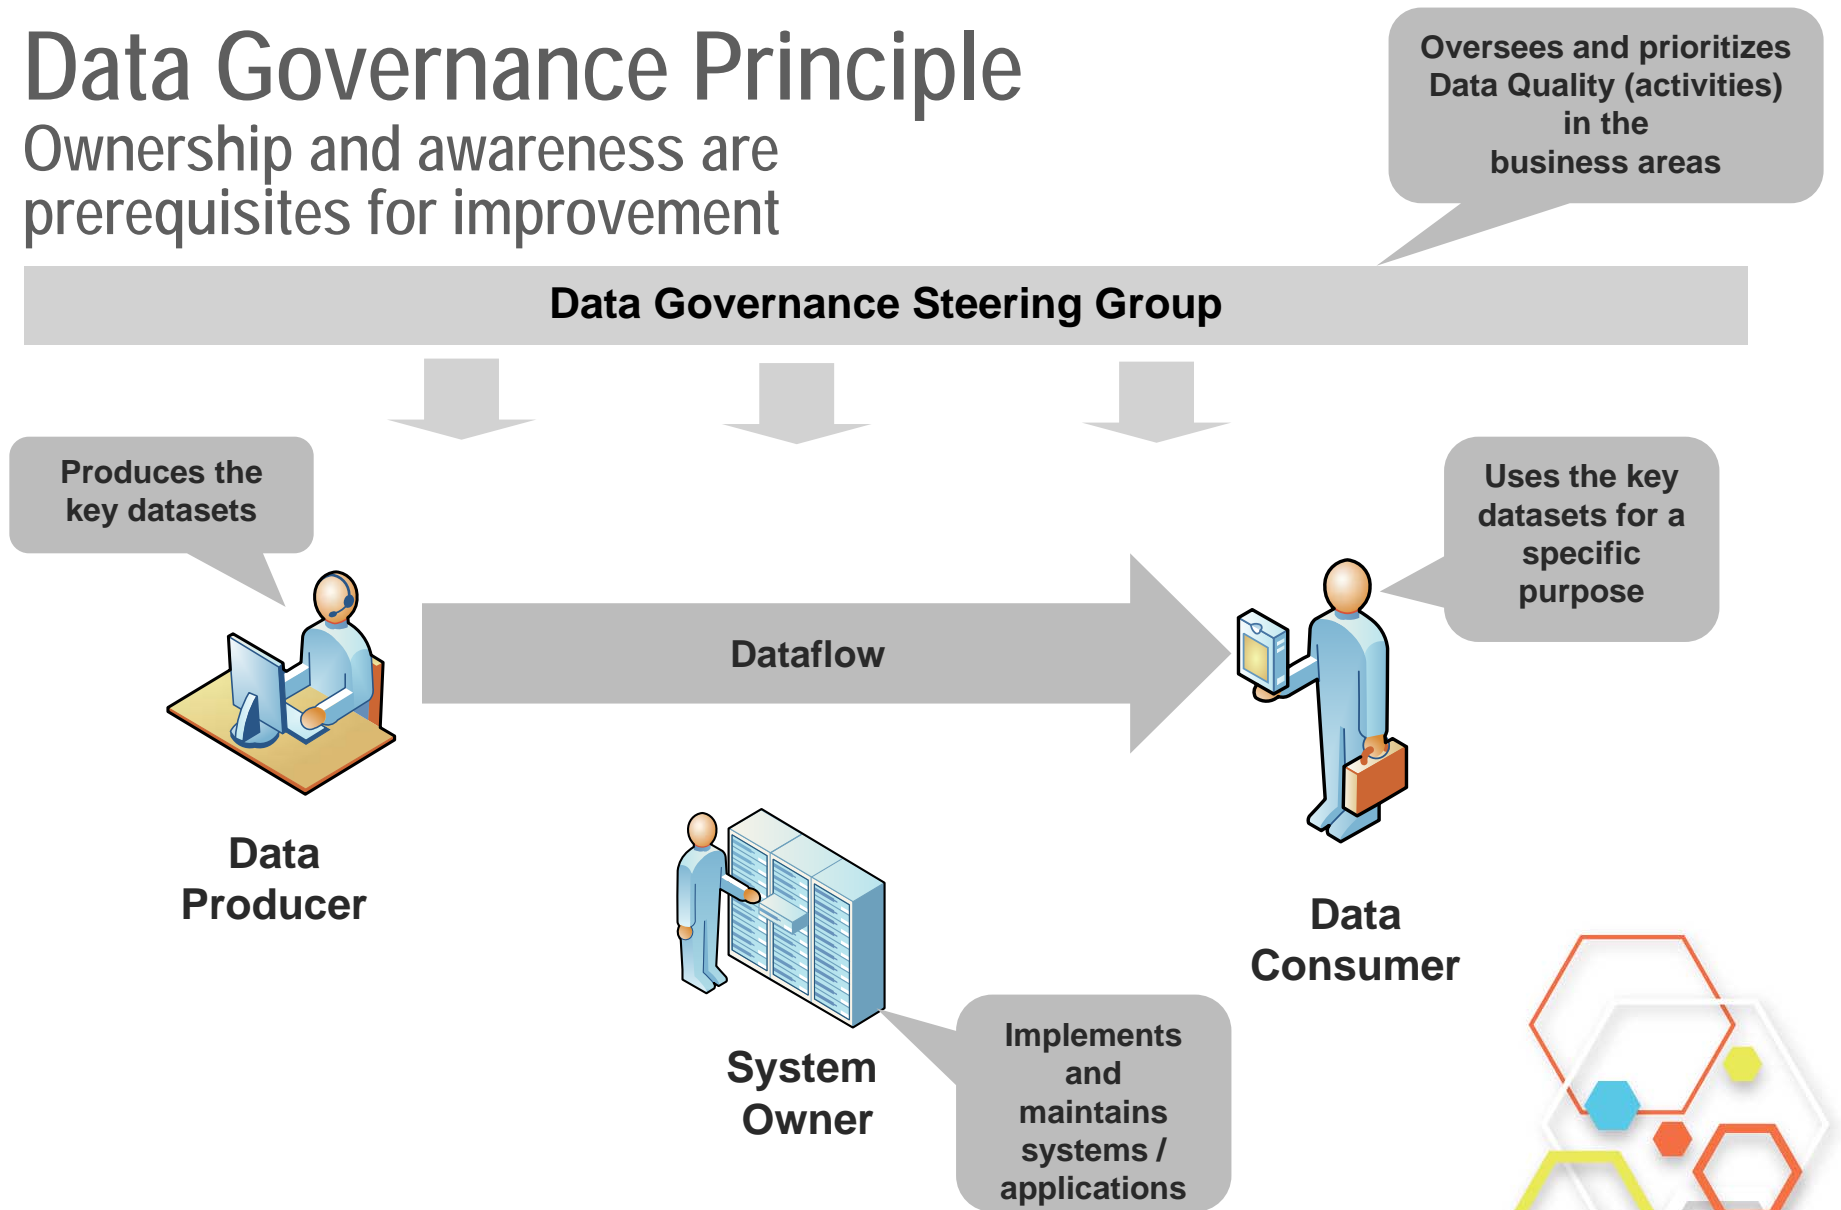 Data Governance Principle
Ownership and awareness are
prerequisites for improvement
Oversees and prioritizes
Data Quality (activities)
in the
business areas
Data Governance Steering Group
Produces the
key datasets
Uses the key
datasets for a
specific
purpose
Dataflow
Data
Producer
Data
Consumer
System
Owner
Implements
and
maintains
systems /
applications